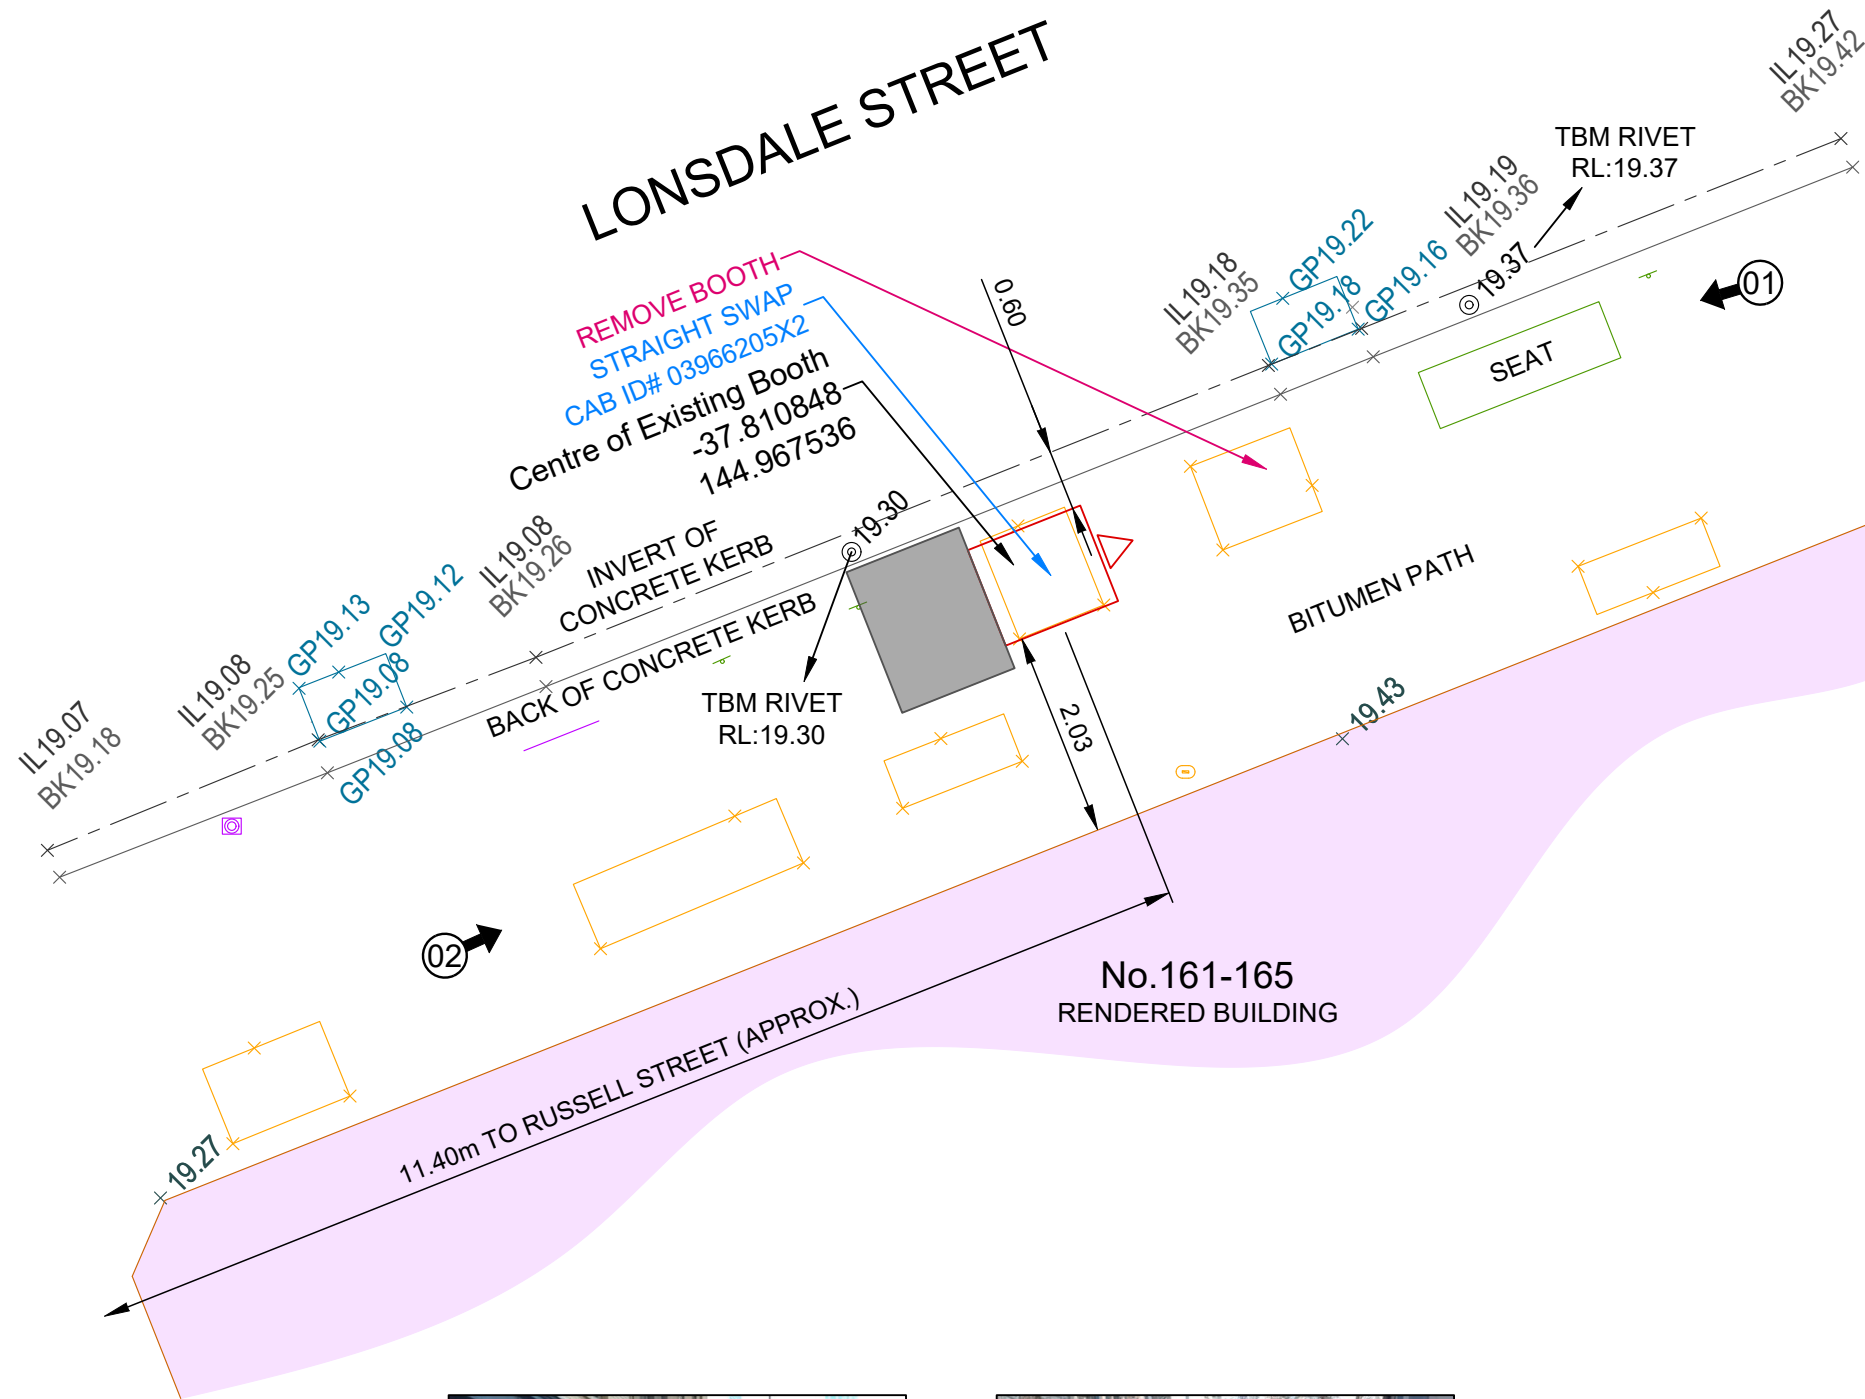 LONSDALE STREET
IL19.27
BK19.42
TBM RIVET
RL:19.37
IL19.19
BK19.36
19.37
01
GP19.22
GP19.16
GP19.18
IL19.18
BK19.35
SEAT
0.60
REMOVE BOOTH
STRAIGHT SWAP
CAB ID# 03966205X2
Centre of Existing Booth
-37.810848
144.967536
19.30
INVERT OF
CONCRETE KERB
BACK OF CONCRETE KERB
IL19.08
BK19.26
GP19.12
GP19.13
GP19.08
GP19.08
IL19.08
BK19.25
IL19.07
BK19.18
TBM RIVET
RL:19.30
2.03
BITUMEN PATH
19.43
02
No.161-165
RENDERED BUILDING
11.40m TO RUSSELL STREET (APPROX.)
19.27